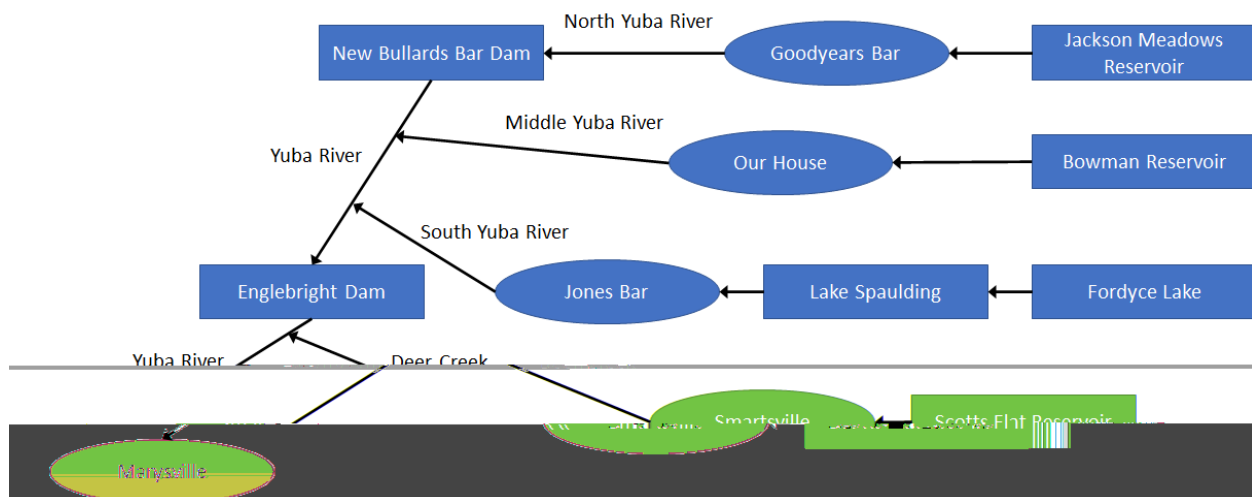 North Yuba River
New Bullards Bar Dam
Goodyears Bar
Jackson Meadows
Reservoir
Middle Yuba River
Yuba River
Our House
Bowman Reservoir
South Yuba River
Englebright Dam
Jones Bar
Lake Spaulding
Fordyce Lake
Yuba River
Deer Creek
Smartsville
Scotts Flat Reservoir
Marysville